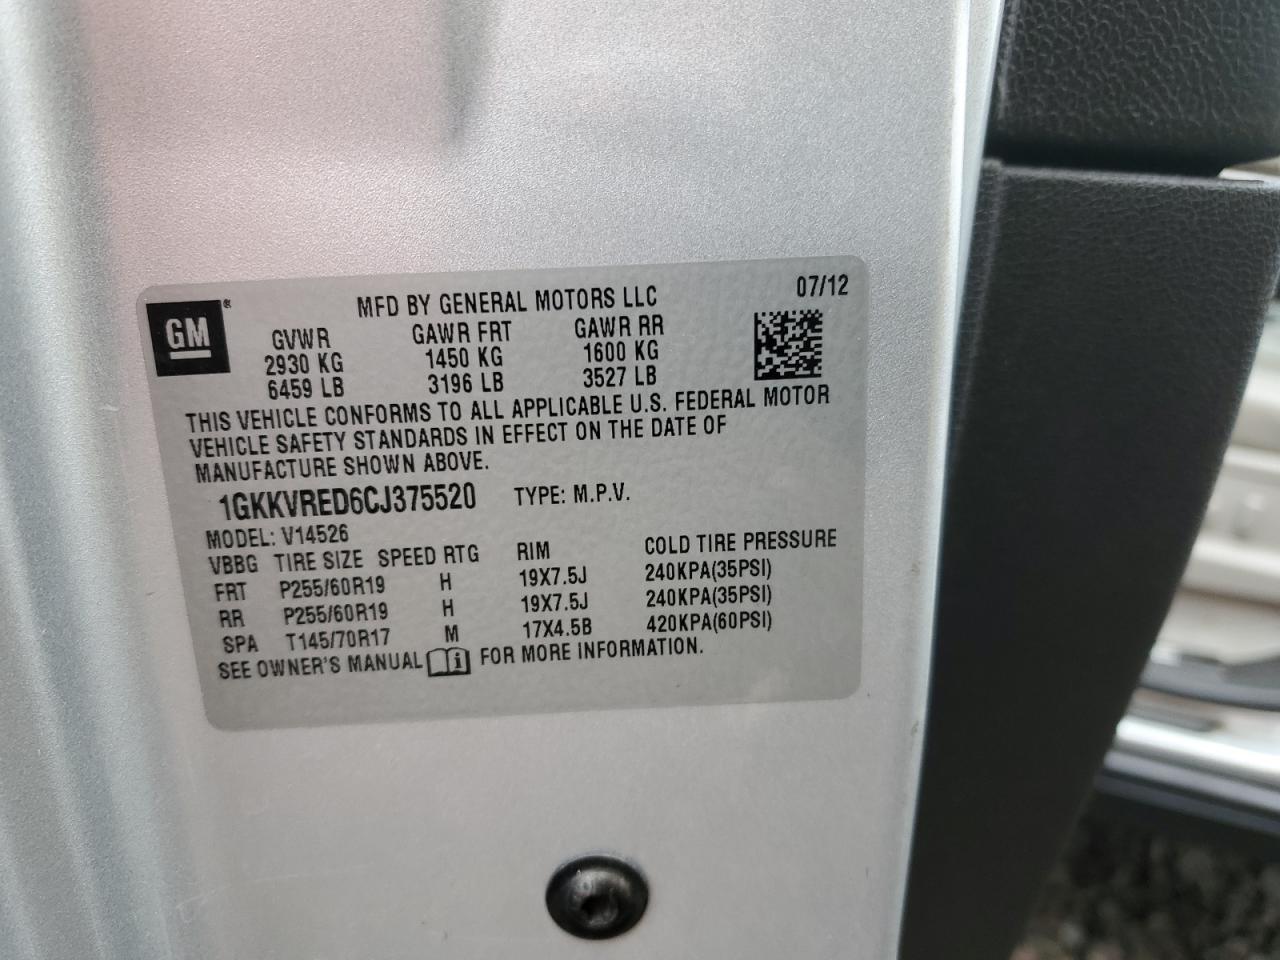 07/12
GM®
MFD BY GENERAL MOTORS LLC
GVWR GAWR FRT GAWR RR
2930 KG 1450 KG 1600 KG
6459 LB 3196 LB 3527 LB
THIS VEHICLE CONFORMS TO ALL APPLICABLE U.S. FEDERAL MOTOR
VEHICLE SAFETY STANDARDS IN EFFECT ON THE DATE OF
MANUFACTURE SHOWN ABOVE.
1GKKVRED6CJ375520 TYPE: M.P.V.
MODEL: V14526
VBBG TIRE SIZE SPEED RTG RIM COLD TIRE PRESSURE
FRT P255/60R19 H 19X7.5J 240KPA(35PSI)
RR P255/60R19 H 19X7.5J 240KPA(35PSI)
SPA T145/70R17 M 17X4.5B 420KPA(60PSI)
SEE OWNER'S MANUAL i FOR MORE INFORMATION.